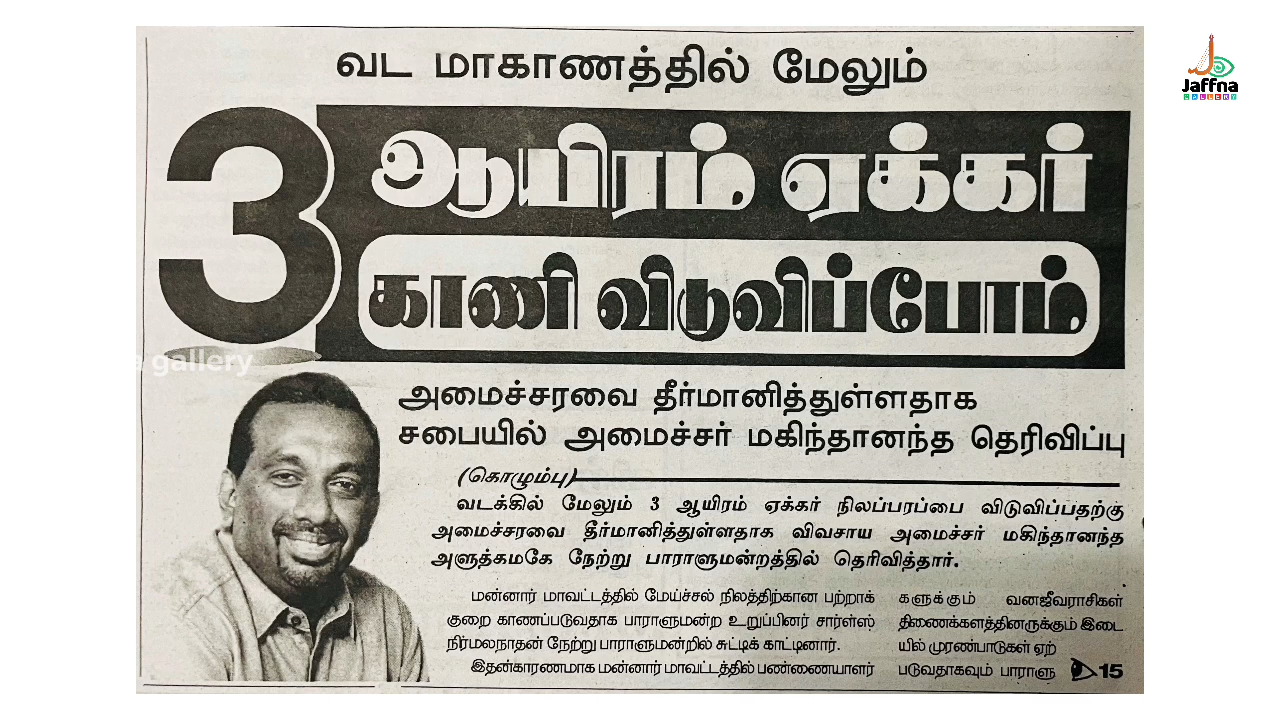 Jaffna
GALLERY
வட மாகாணத்தில் மேலும்
3 ஆயிரம் ஏக்கர்
காணி விடுவிப்போம்
a gallery
அமைச்சரவை தீர்மானித்துள்ளதாக
சபையில் அமைச்சர் மகிந்தானந்த தெரிவிப்பு
(கொழும்பு)
வடக்கில் மேலும் 3 ஆயிரம் ஏக்கர் நிலப்பரப்பை விடுவிப்பதற்கு
அமைச்சரவை தீர்மானித்துள்ளதாக விவசாய அமைச்சர் மகிந்தானந்த
அளுத்கமகே நேற்று பாராளுமன்றத்தில் தெரிவித்தார்.
மன்னார் மாவட்டத்தில் மேய்ச்சல் நிலத்திற்கான பற்றாக்
குறை காணப்படுவதாக பாராளுமன்ற உறுப்பினர் சார்ள்ஸ்
நிர்மலநாதன் நேற்று பாராளுமன்றில் சுட்டிக் காட்டினார்.
இதன்காரணமாக மன்னார் மாவட்டத்தில் பண்ணையாளர்
களுக்கும் வனஜீவராசிகள்
திணைக்களத்தினருக்கும் இடை
யில் முரண்பாடுகள் ஏற்
படுவதாகவும் பாராளு 15